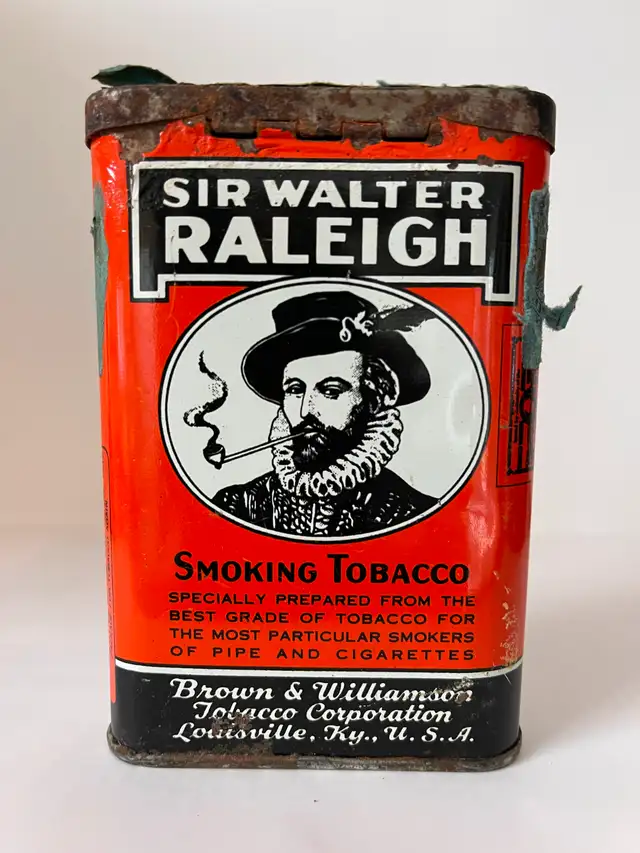 SIR WALTER
RALEIGH
SMOKING TOBACCO
SPECIALLY PREPARED FROM THE
BEST GRADE OF TOBACCO FOR
THE MOST PARTICULAR SMOKERS
OF PIPE AND CIGARETTES
Brown & Williamson
Tobacco Corporation
Louisville, Ky., U.S.A.